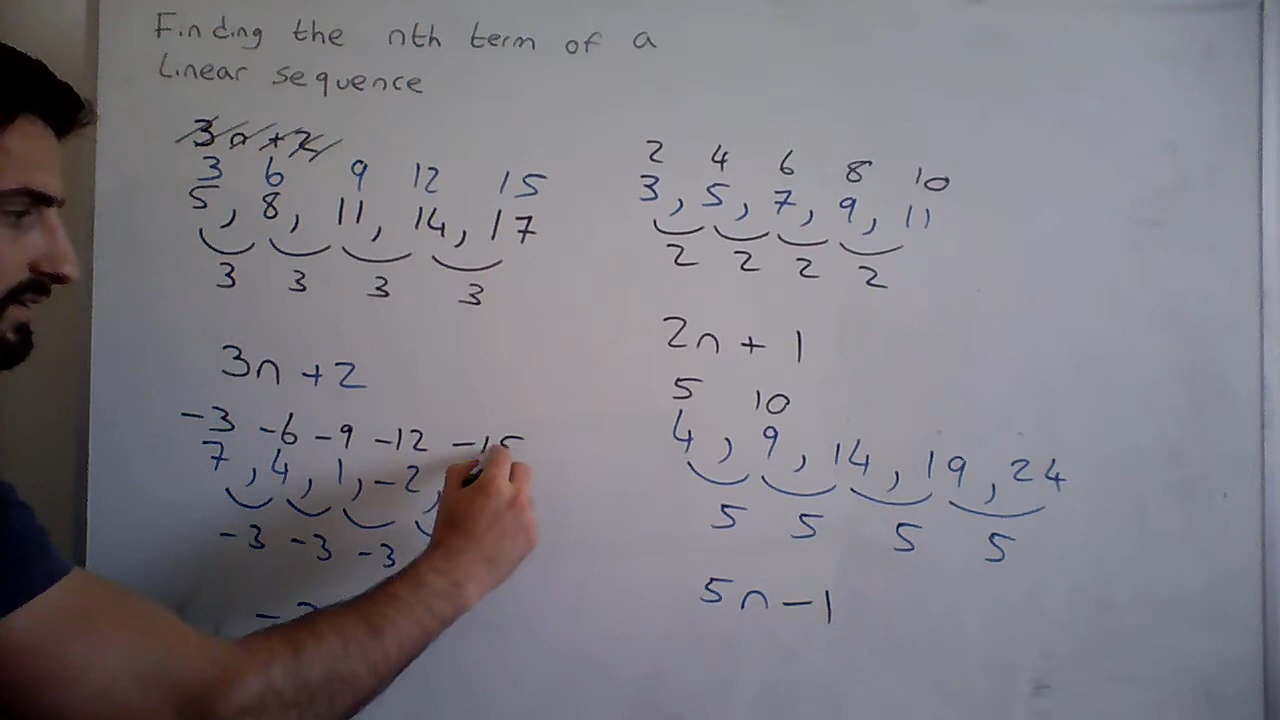 Finding the nth term of a
Linear sequence
3n+2
3 6 9 12 15
5, 8, 11, 14, 17
3 3 3 3
3n + 2
-3 -6 -9 -12 -15
7, 4, 1, -2,
-3 -3 -3
2 4 6 8 10
3, 5, 7, 9, 11
2 2 2 2
2n + 1
5 10
4, 9, 14, 19, 24
5 5 5 5
5n - 1